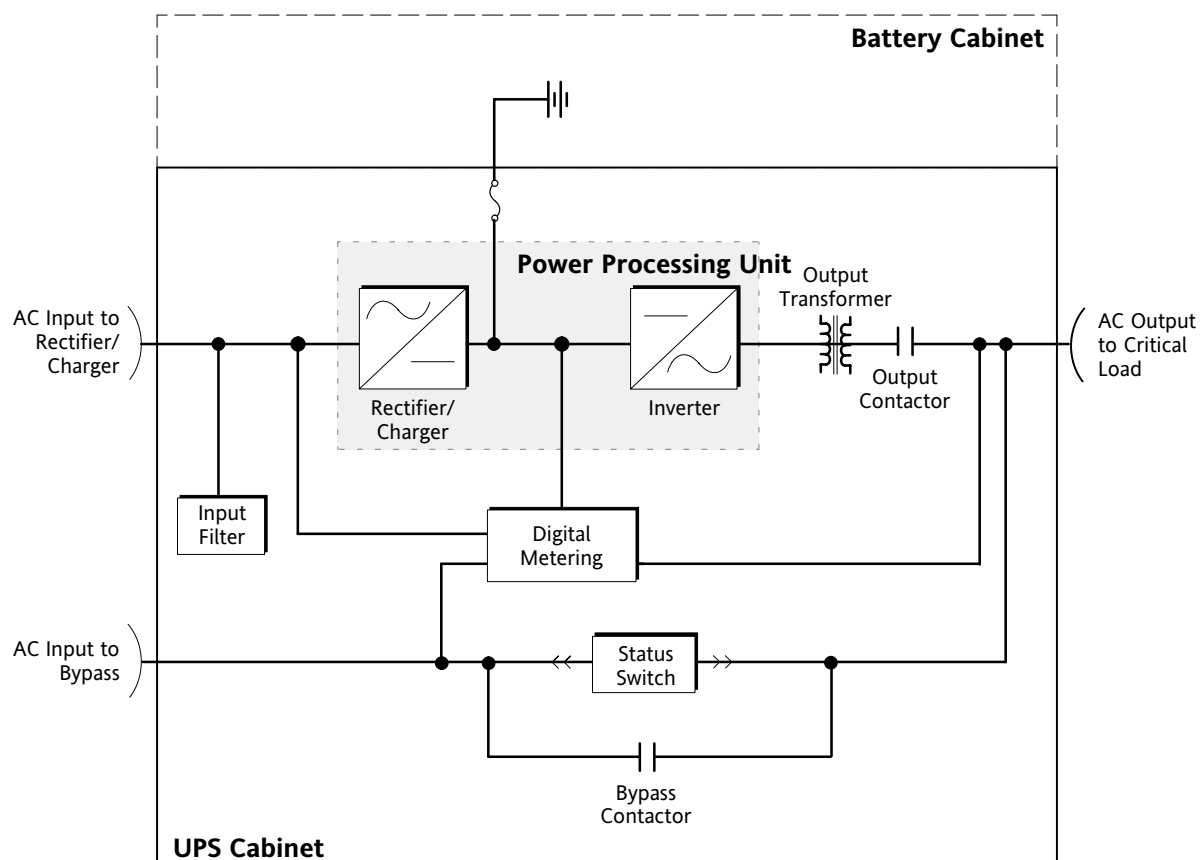 Battery Cabinet
Power Processing Unit
Output
Transformer
AC Input to
Rectifier/
Charger
AC Output
to Critical
Load
Output
Contactor
Rectifier/
Charger
Inverter
Input
Filter
Digital
Metering
AC Input to
Bypass
Status
Switch
Bypass
Contactor
UPS Cabinet